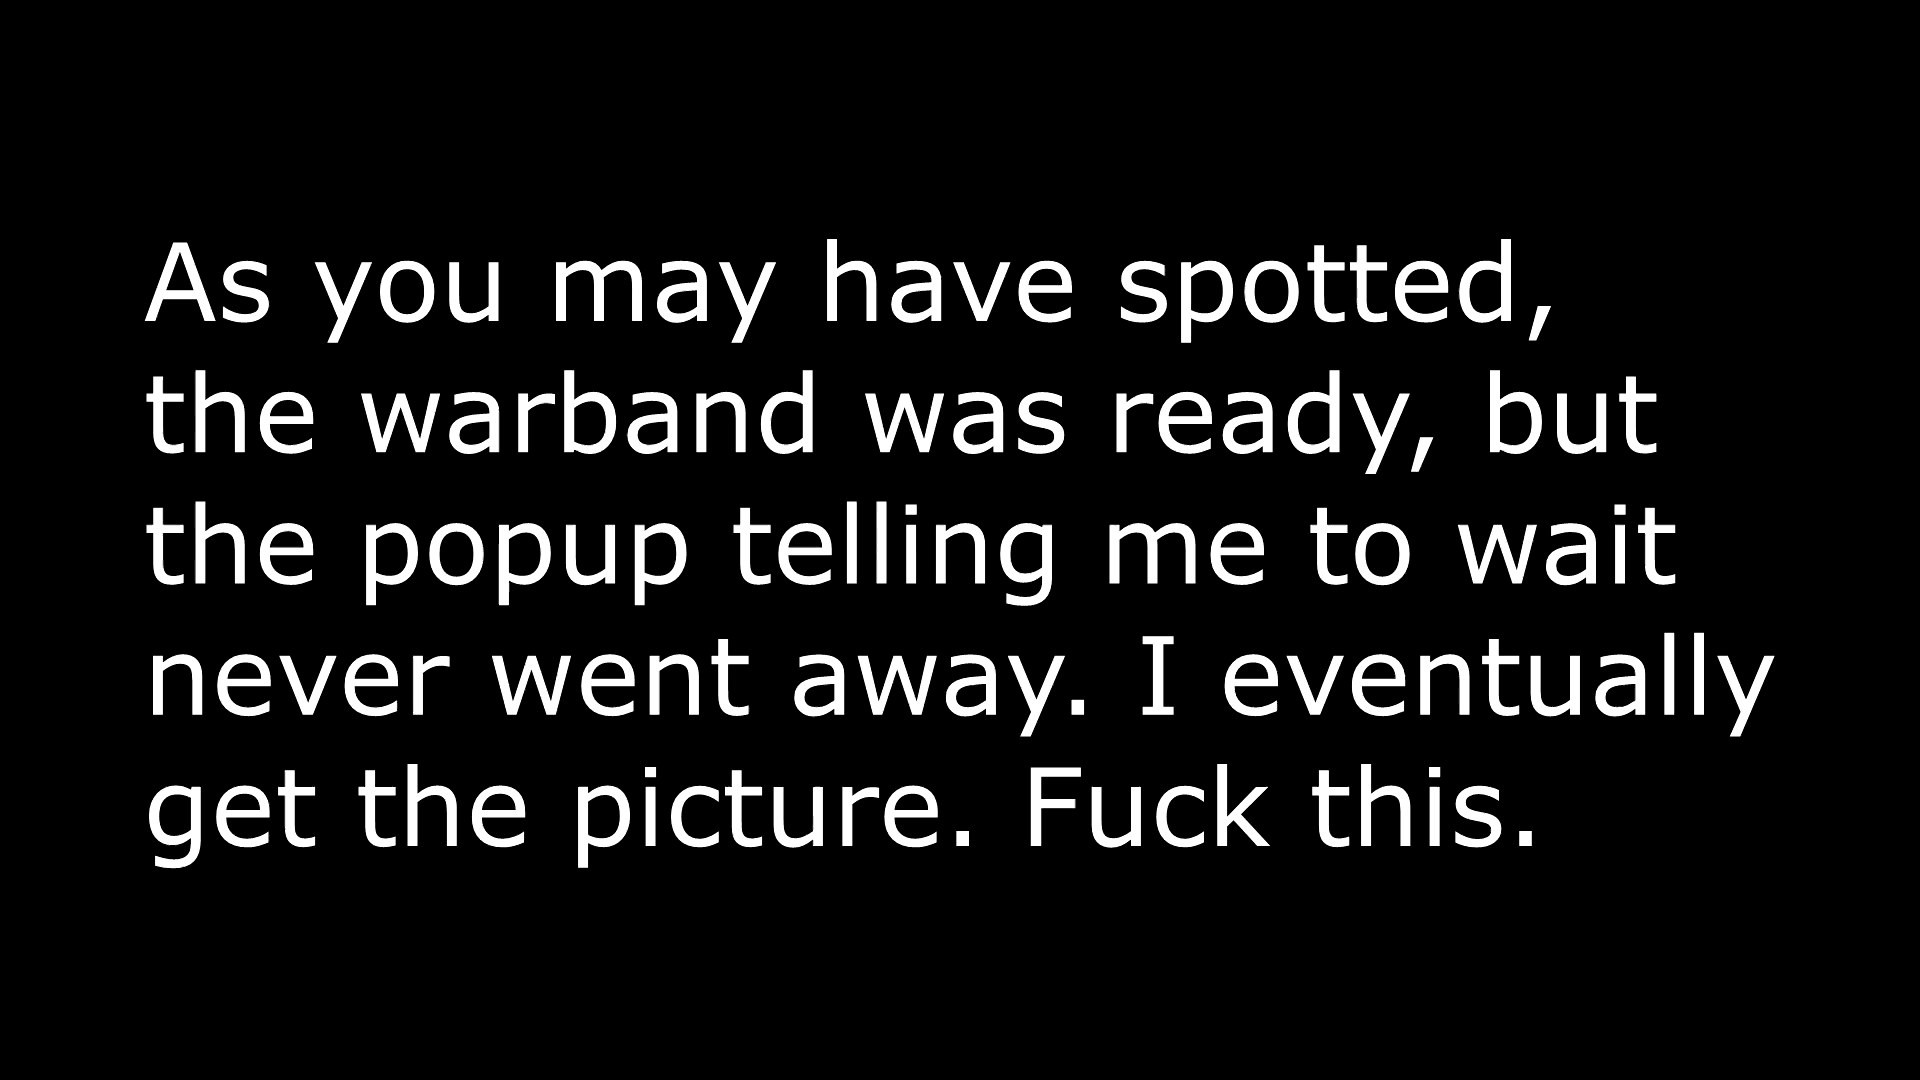 As you may have spotted,
the warband was ready, but
the popup telling me to wait
never went away. I eventually
get the picture. Fuck this.